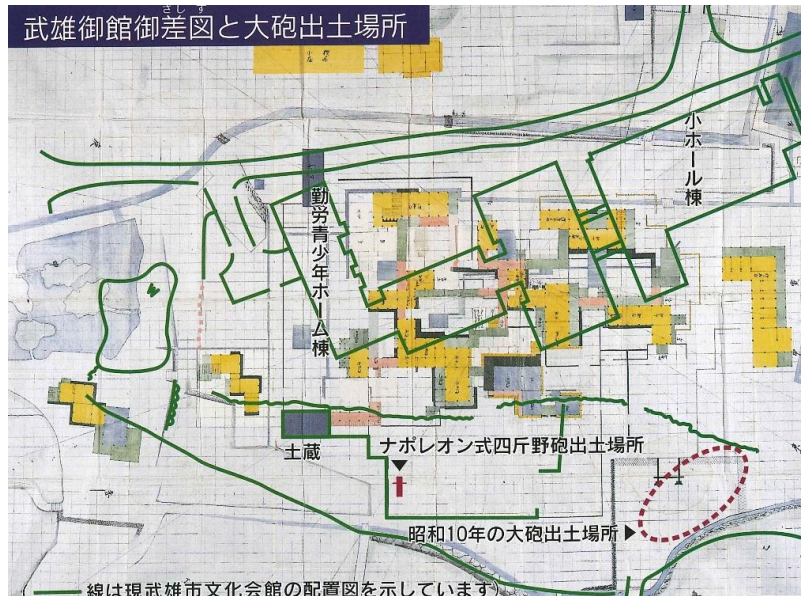 さしず
武雄御館御差図と大砲出土場所
小ホール棟
勤労青少年ホーム棟
土蔵
ナポレオン式四斤野砲出土場所
昭和10年の大砲出土場所
線は現武雄市文化会館の配置図を示しています)